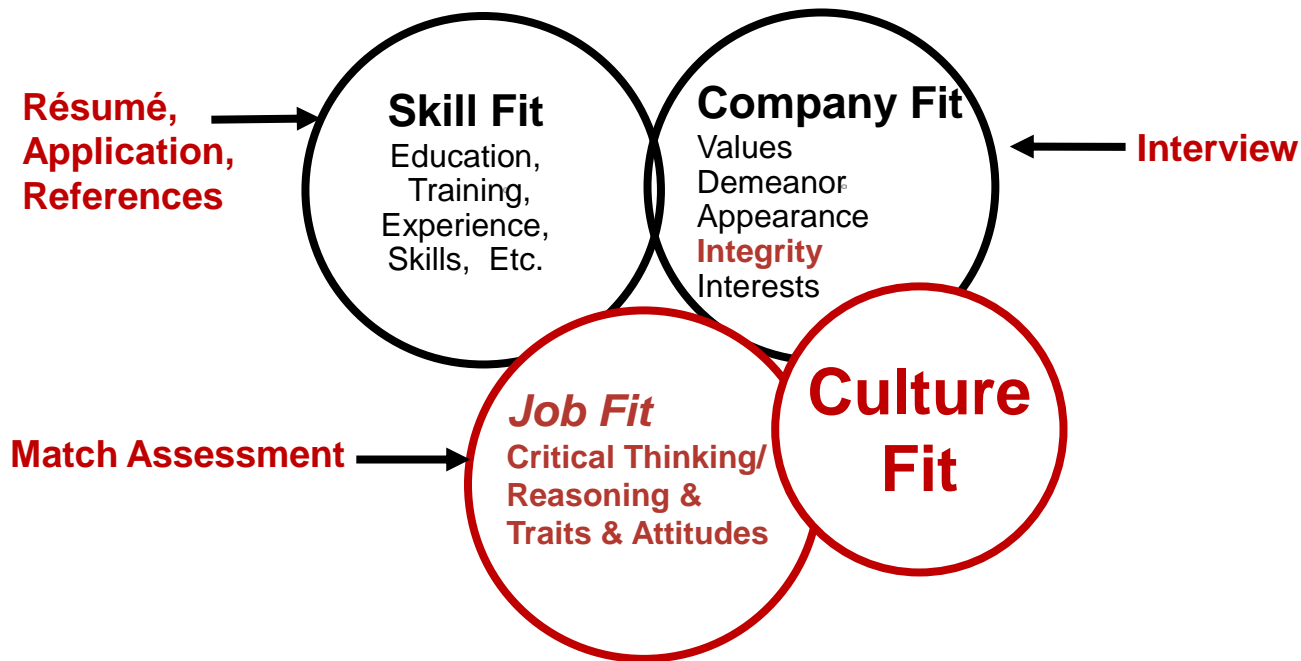 Résumé,
Application,
References
Skill Fit
Education,
Training,
Experience,
Skills, Etc.
Company Fit
Values
Demeanor
Appearance
Integrity
Interests
Interview
Match Assessment
Job Fit
Critical Thinking/
Reasoning &
Traits & Attitudes
Culture
Fit